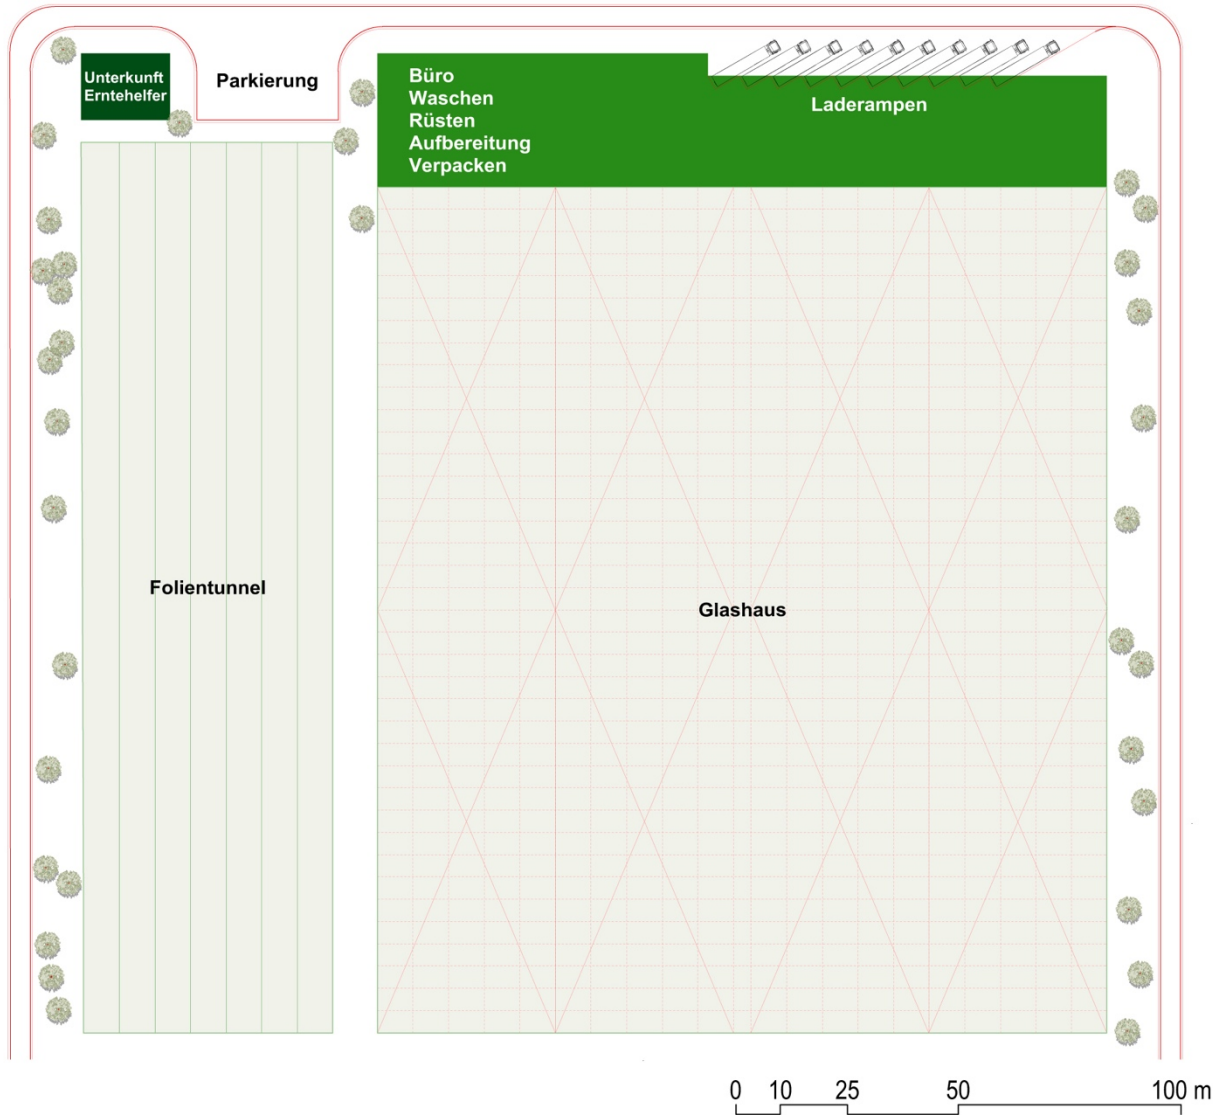 Unterkunft
Erntehelfer
Parkierung
Büro
Waschen
Rüsten
Aufbereitung
Verpacken
Laderampen
Folientunnel
Glashaus
0 10 25 50 100 m